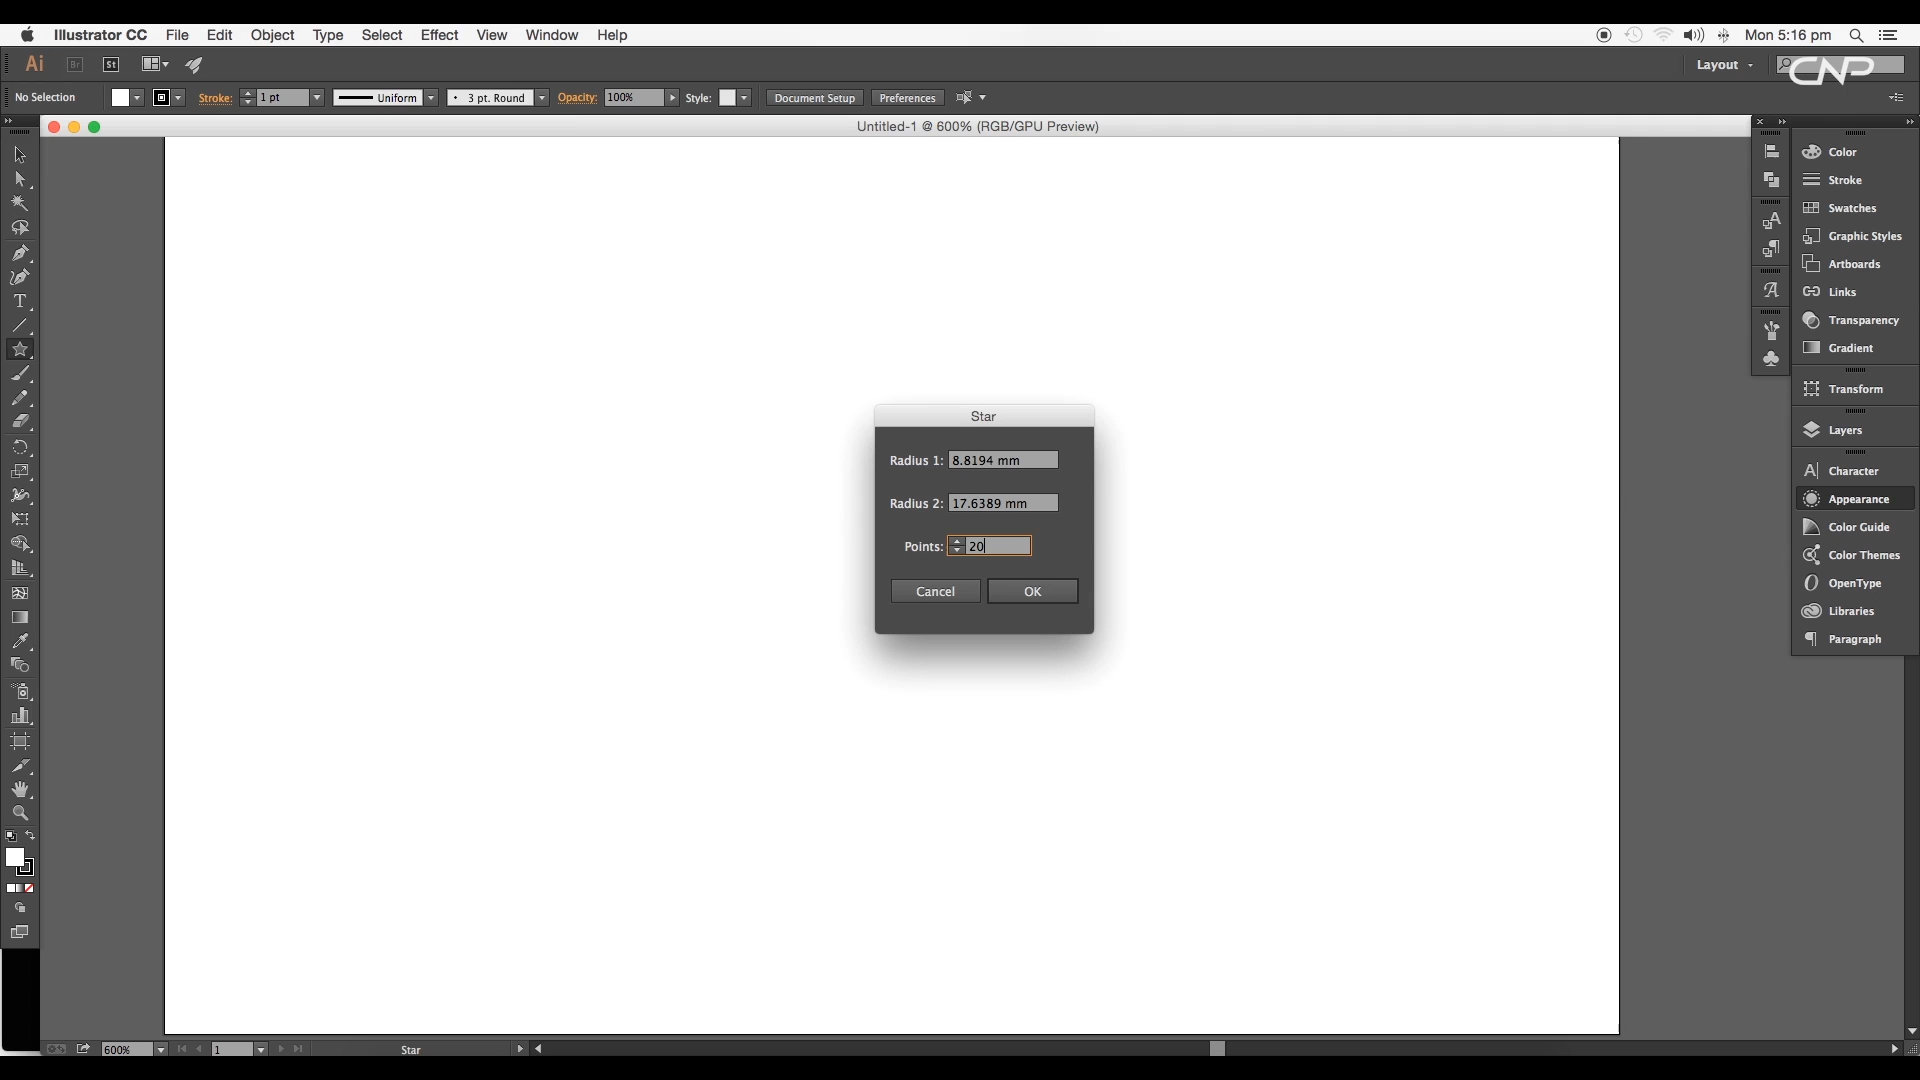 Illustrator CC File Edit Object Type Select Effect View Window Help Mon 5:16 pm
Ai Br St Layout CNP
No Selection Stroke: 1 pt Uniform 3 pt. Round Opacity: 100% Style: Document Setup Preferences
Untitled-1 @ 600% (RGB/GPU Preview)
Color
Stroke
Swatches
Graphic Styles
Artboards
Links
Transparency
Gradient
Transform
Layers
Character
Appearance
Color Guide
Color Themes
OpenType
Libraries
Paragraph
Star
Radius 1: 8.8194 mm
Radius 2: 17.6389 mm
Points: 20
Cancel OK
600% 1 Star